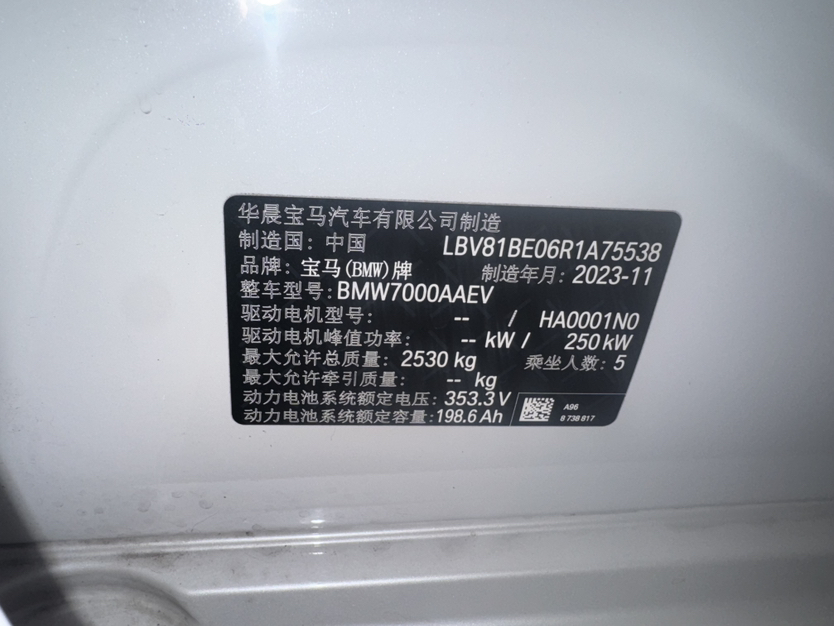 华晨宝马汽车有限公司制造
制造国: 中国 LBV81BE06R1A75538
品牌: 宝马(BMW)牌 制造年月: 2023-11
整车型号: BMW7000AAEV
驱动电机型号: -- / HA0001N0
驱动电机峰值功率: -- kW / 250 kW
最大允许总质量: 2530 kg 乘坐人数: 5
最大允许牵引质量: -- kg
动力电池系统额定电压: 353.3 V
动力电池系统额定容量: 198.6 Ah
A96
8 738 817